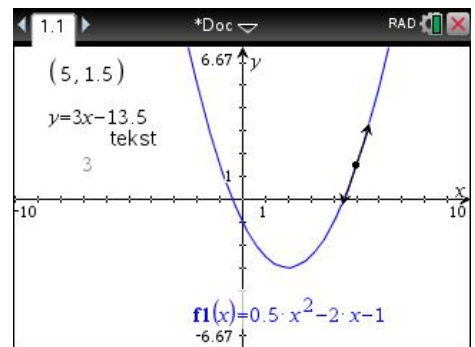 1.1 *Doc RAD
6.67 y
(5, 1.5)
y=3x−13.5
tekst
3
1
x
-10 1 10
f1(x)=0.5·x²−2·x−1
-6.67